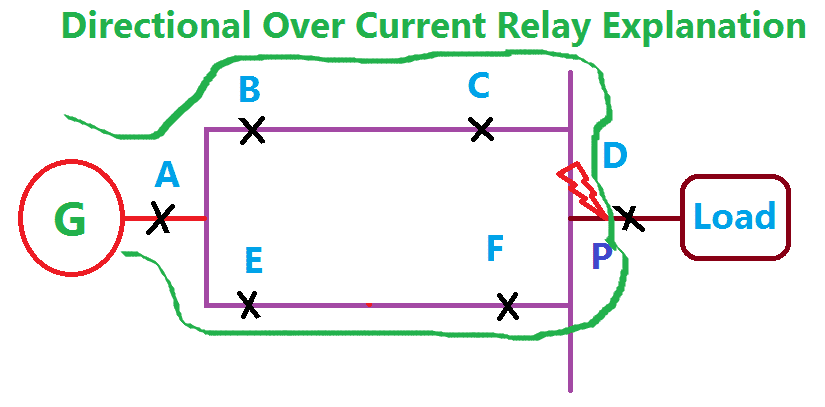 Directional Over Current Relay Explanation
B
C
A
D
G
Load
E
F
P